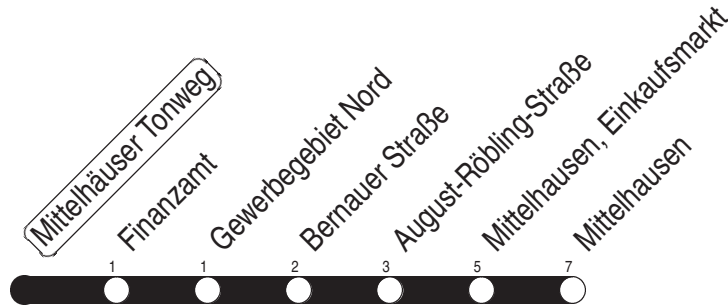 Mittelhäuser Tonweg
Finanzamt
Gewerbegebiet Nord
Bernauer Straße
August-Röbling-Straße
Mittelhausen, Einkaufsmarkt
Mittelhausen
1 1 2 3 5 7